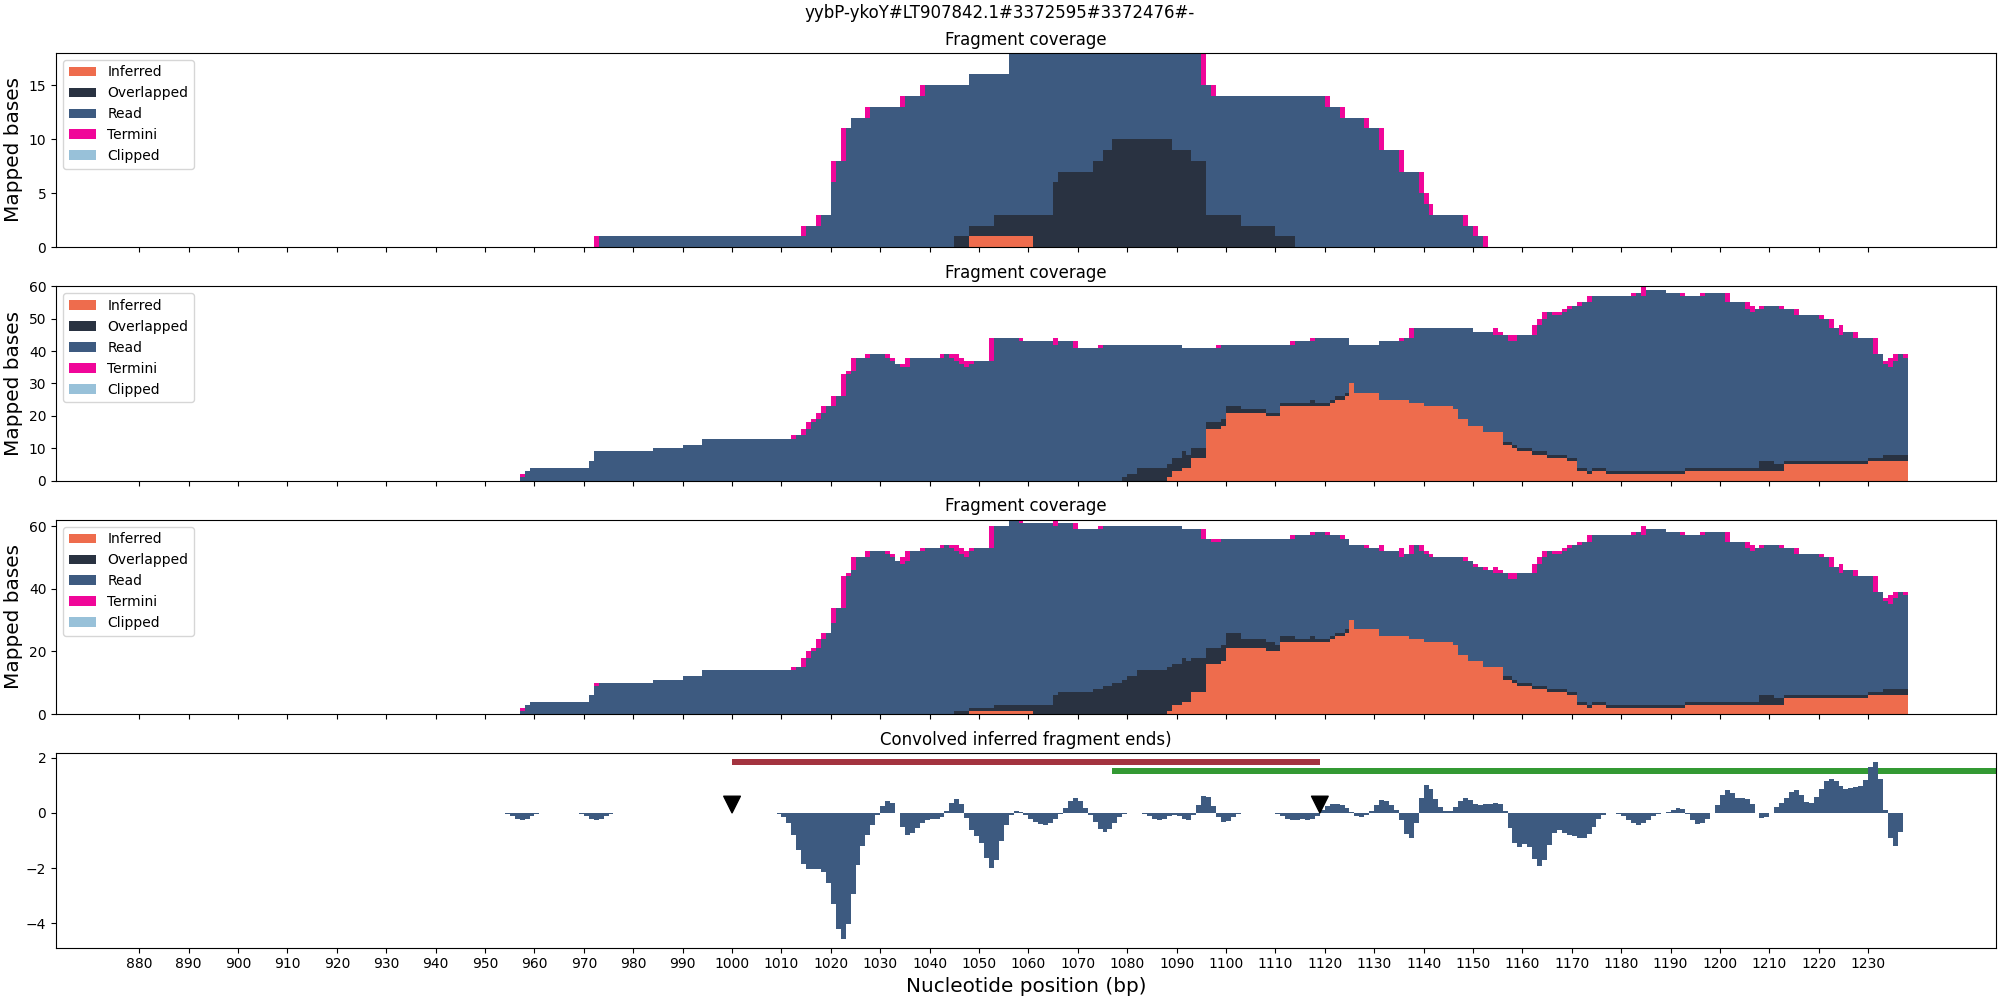 yybP-ykoY#LT907842.1#3372595#3372476#-
Fragment coverage
Mapped bases
15
10
5
0
Inferred
Overlapped
Read
Termini
Clipped
Fragment coverage
Mapped bases
60
50
40
30
20
10
0
Inferred
Overlapped
Read
Termini
Clipped
Fragment coverage
Mapped bases
60
40
20
0
Inferred
Overlapped
Read
Termini
Clipped
Convolved inferred fragment ends)
2
0
−2
−4
880 890 900 910 920 930 940 950 960 970 980 990 1000 1010 1020 1030 1040 1050 1060 1070 1080 1090 1100 1110 1120 1130 1140 1150 1160 1170 1180 1190 1200 1210 1220 1230
Nucleotide position (bp)